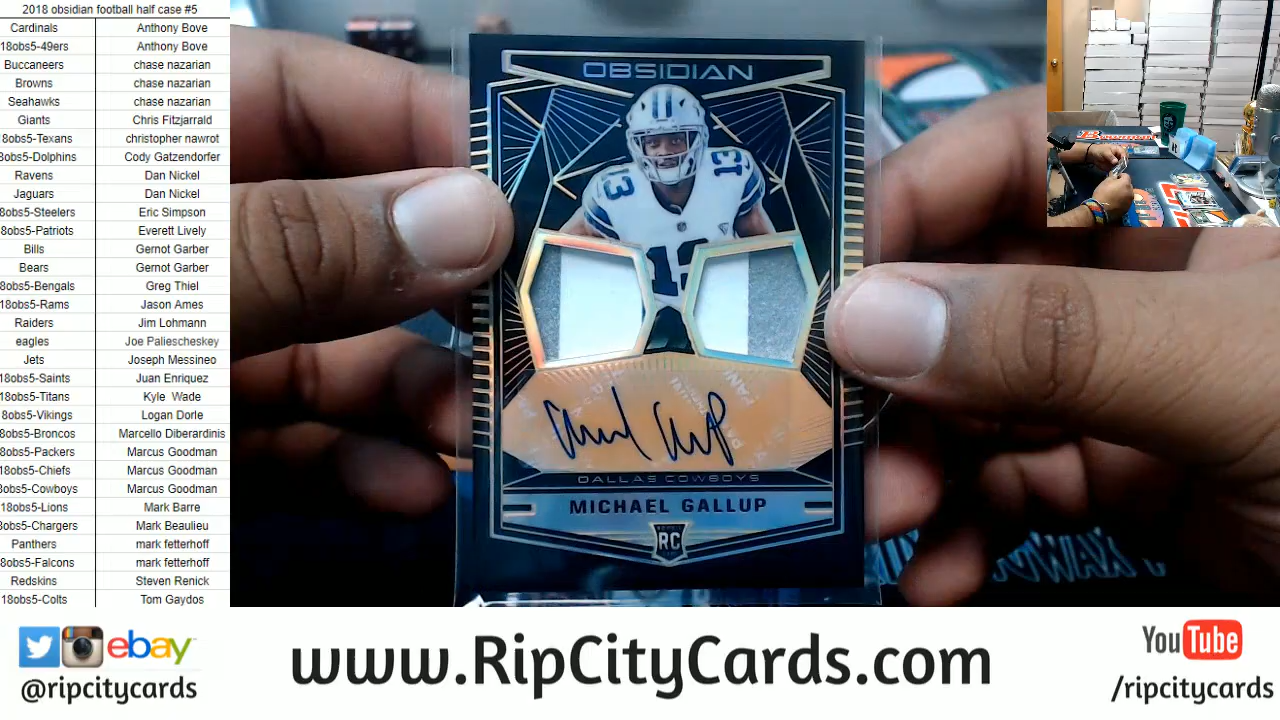 2018 obsidian football half case #5
Cardinals Anthony Bove
18obs5-49ers Anthony Bove
Buccaneers chase nazarian
Browns chase nazarian
Seahawks chase nazarian
Giants Chris Fitzjarrald
8obs5-Texans christopher nawrot
8obs5-Dolphins Cody Gatzendorfer
Ravens Dan Nickel
Jaguars Dan Nickel
8obs5-Steelers Eric Simpson
8obs5-Patriots Everett Lively
Bills Gernot Garber
Bears Gernot Garber
8obs5-Bengals Greg Thiel
18obs5-Rams Jason Ames
Raiders Jim Lohmann
eagles Joe Paliescheskey
Jets Joseph Messineo
18obs5-Saints Juan Enriquez
18obs5-Titans Kyle Wade
8obs5-Vikings Logan Dorle
8obs5-Broncos Marcello Diberardinis
8obs5-Packers Marcus Goodman
18obs5-Chiefs Marcus Goodman
8obs5-Cowboys Marcus Goodman
18obs5-Lions Mark Barre
8obs5-Chargers Mark Beaulieu
Panthers mark fetterhoff
18obs5-Falcons mark fetterhoff
Redskins Steven Renick
18obs5-Colts Tom Gaydos
OBSIDIAN
13 13
13
DALLAS COWBOYS
MICHAEL GALLUP
RC
ebay
@ripcitycards
www.RipCityCards.com
YouTube
/ripcitycards